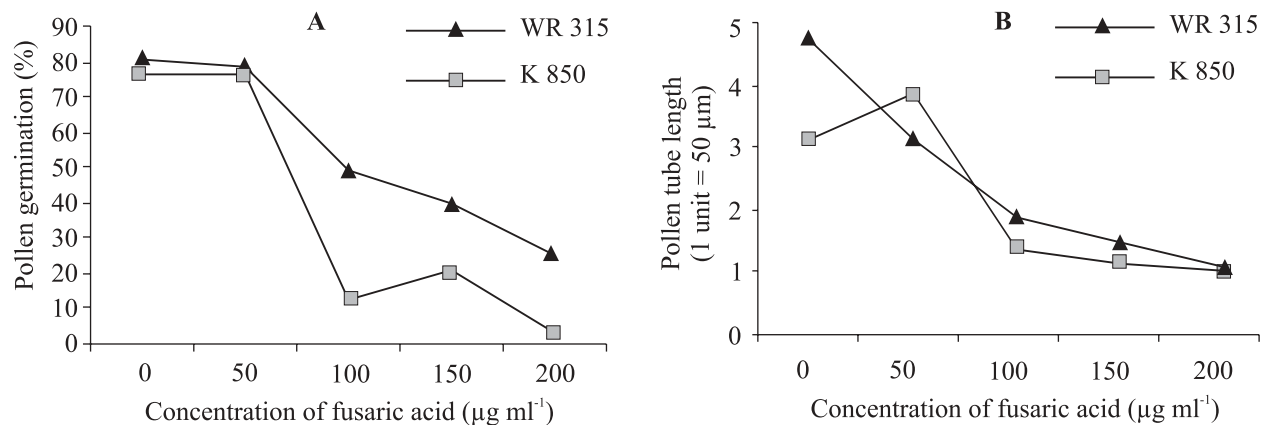 A
WR 315
K 850
Pollen germination (%)
90
80
70
60
50
40
30
20
10
0
0 50 100 150 200
Concentration of fusaric acid (µg ml⁻¹)
B
WR 315
K 850
Pollen tube length
(1 unit = 50 µm)
5
4
3
2
1
0
0 50 100 150 200
Concentration of fusaric acid (µg ml⁻¹)